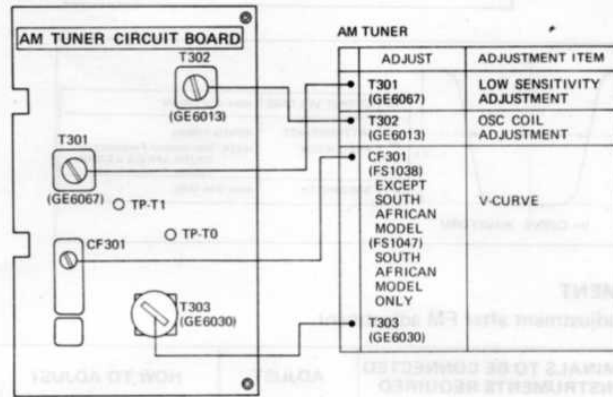 AM TUNER CIRCUIT BOARD
T302
(GE6013)
T301
(GE6067)
TP-T1
TP-T0
CF301
T303
(GE6030)
AM TUNER
ADJUST
ADJUSTMENT ITEM
T301
(GE6067)
LOW SENSITIVITY
ADJUSTMENT
T302
(GE6013)
OSC COIL
ADJUSTMENT
CF301
(FS1038)
EXCEPT
SOUTH
AFRICAN
MODEL
(FS1047)
SOUTH
AFRICAN
MODEL
ONLY
V-CURVE
T303
(GE6030)